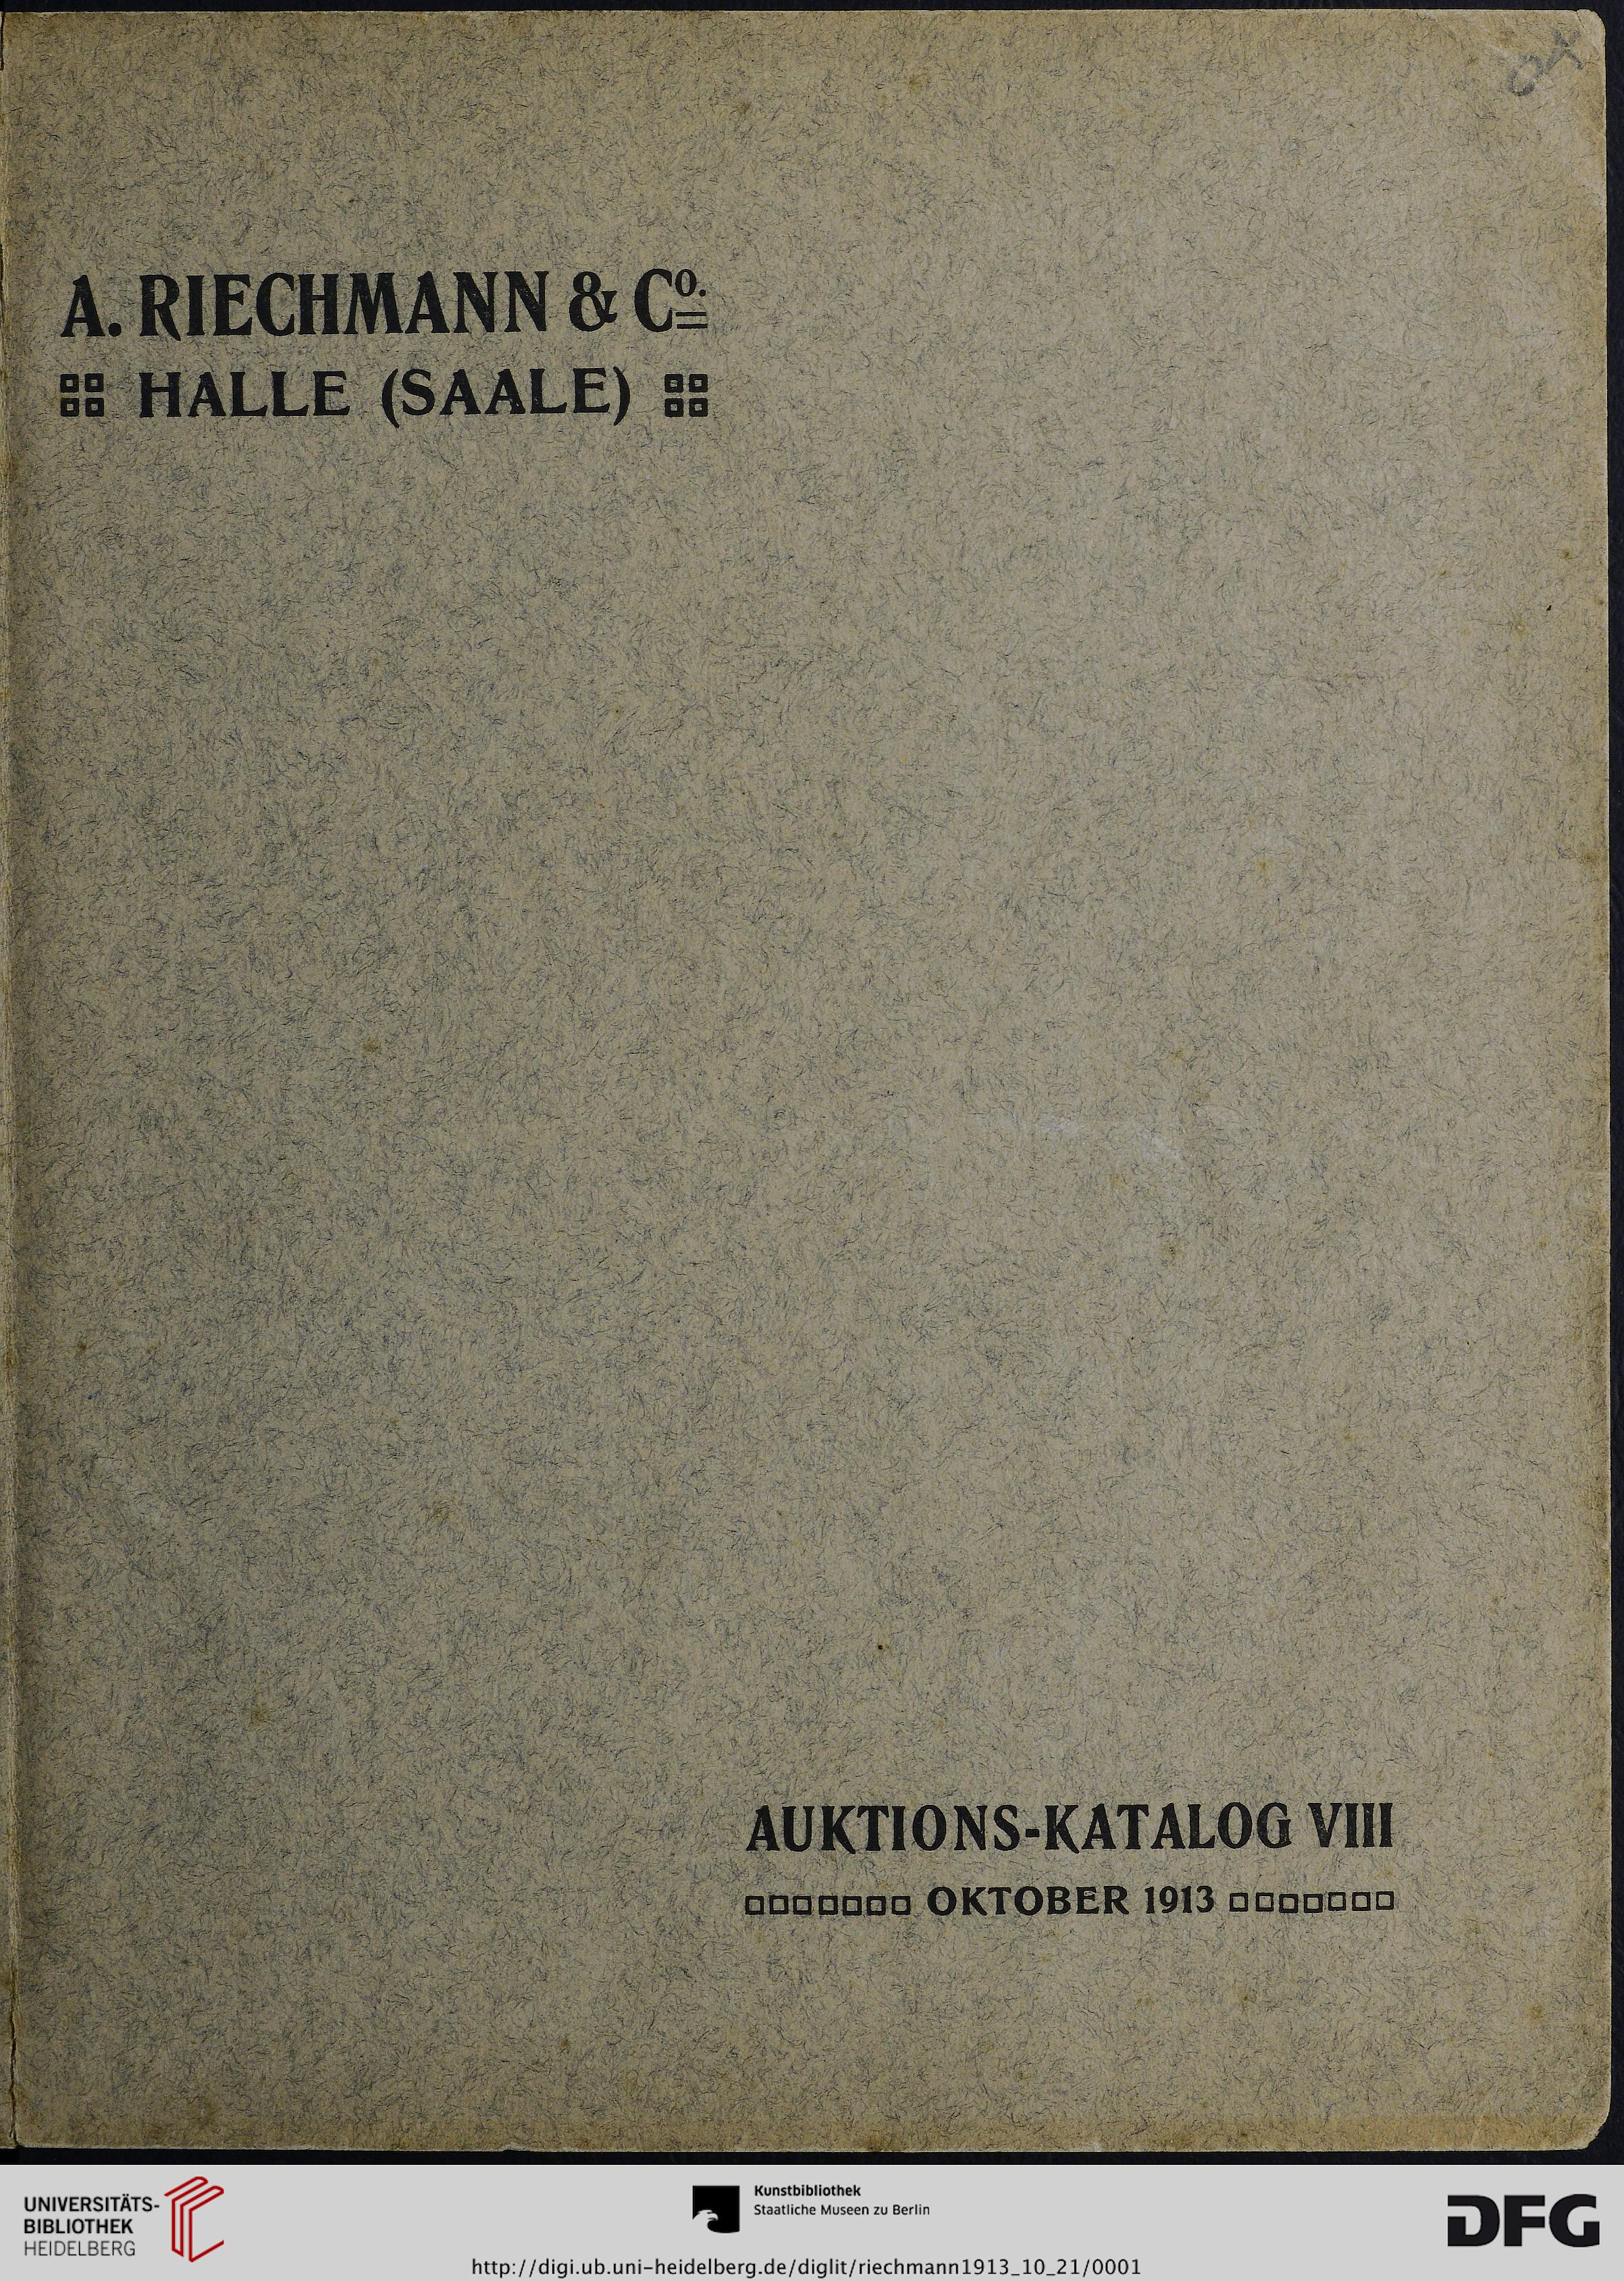 A. RIECHMANN & Co.
HALLE (SAALE)
AUKTIONS-KATALOG VIII
OKTOBER 1913
UNIVERSITÄTS-
BIBLIOTHEK
HEIDELBERG
Kunstbibliothek
Staatliche Museen zu Berlin
DFG
http://digi.ub.uni-heidelberg.de/diglit/riechmann1913_10_21/0001